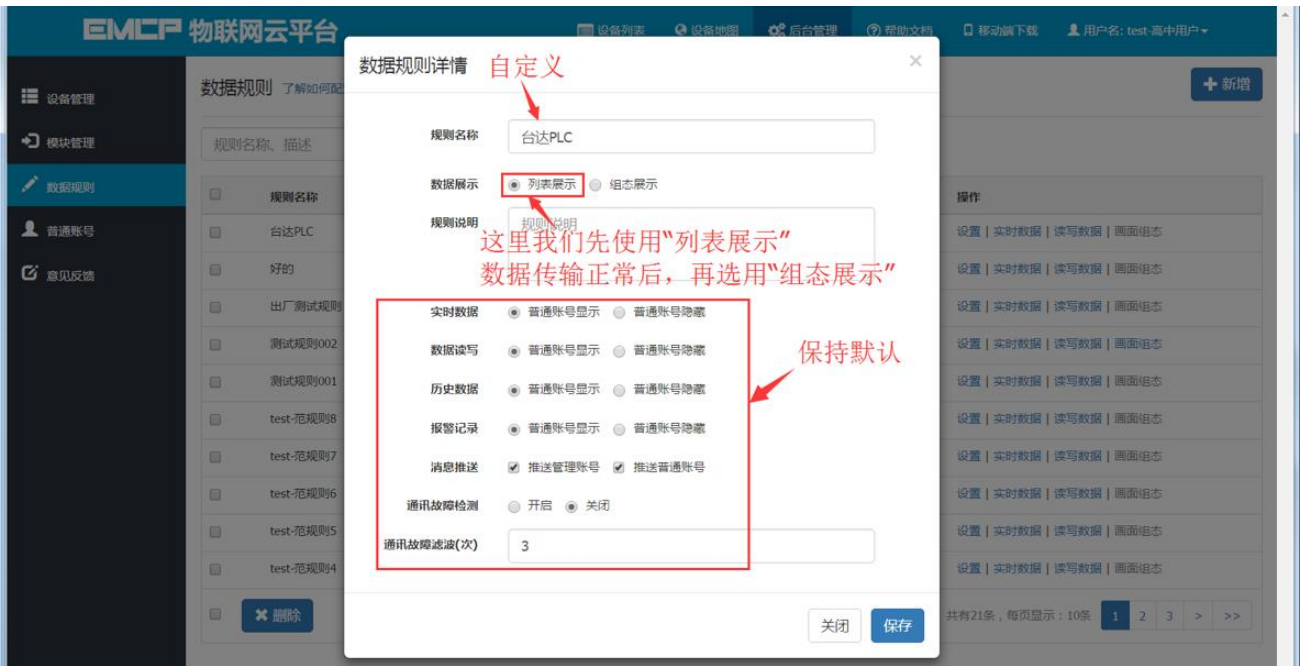 EMCP 物联网云平台
设备列表 设备地图 后台管理 帮助文档 移动端下载 用户名: test-高中用户
设备管理
模块管理
数据规则
普通账号
意见反馈
数据规则 了解如何配
新增
规则名称、描述
规则名称 操作
台达PLC 设置 | 实时数据 | 读写数据 | 画面组态
好的 设置 | 实时数据 | 读写数据 | 画面组态
出厂测试规则 设置 | 实时数据 | 读写数据 | 画面组态
测试规则002 设置 | 实时数据 | 读写数据 | 画面组态
测试规则001 设置 | 实时数据 | 读写数据 | 画面组态
test-范规则8 设置 | 实时数据 | 读写数据 | 画面组态
test-范规则7 设置 | 实时数据 | 读写数据 | 画面组态
test-范规则6 设置 | 实时数据 | 读写数据 | 画面组态
test-范规则5 设置 | 实时数据 | 读写数据 | 画面组态
test-范规则4 设置 | 实时数据 | 读写数据 | 画面组态
删除 共有21条，每页显示：10条 1 2 3 > >>
数据规则详情 自定义 ×
规则名称 台达PLC
数据展示 列表展示 组态展示
规则说明 规则说明
这里我们先使用“列表展示”
数据传输正常后，再选用“组态展示”
实时数据 普通账号显示 普通账号隐藏
数据读写 普通账号显示 普通账号隐藏
保持默认
历史数据 普通账号显示 普通账号隐藏
报警记录 普通账号显示 普通账号隐藏
消息推送 推送管理账号 推送普通账号
通讯故障检测 开启 关闭
通讯故障滤波(次) 3
关闭 保存